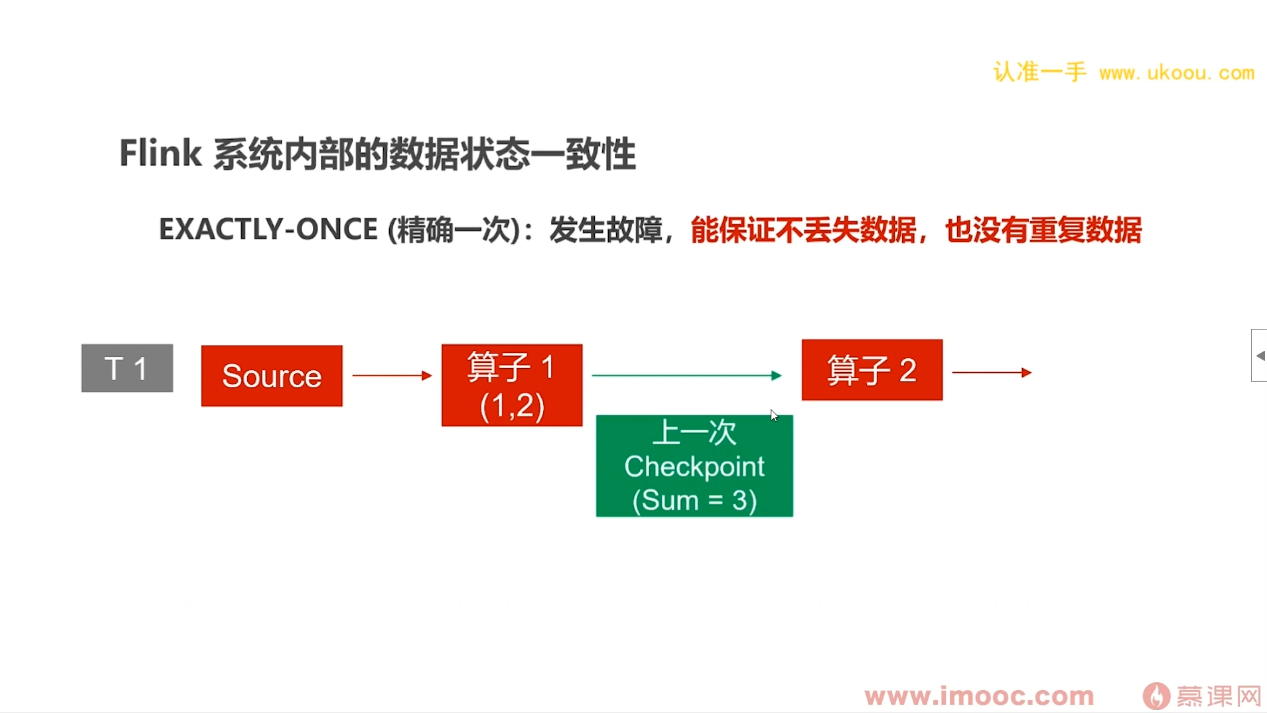 认准一手 www.ukoou.com
Flink 系统内部的数据状态一致性
EXACTLY-ONCE (精确一次)：发生故障，能保证不丢失数据，也没有重复数据
T 1
Source
算子 1
(1,2)
算子 2
上一次
Checkpoint
(Sum = 3)
www.imooc.com 慕课网